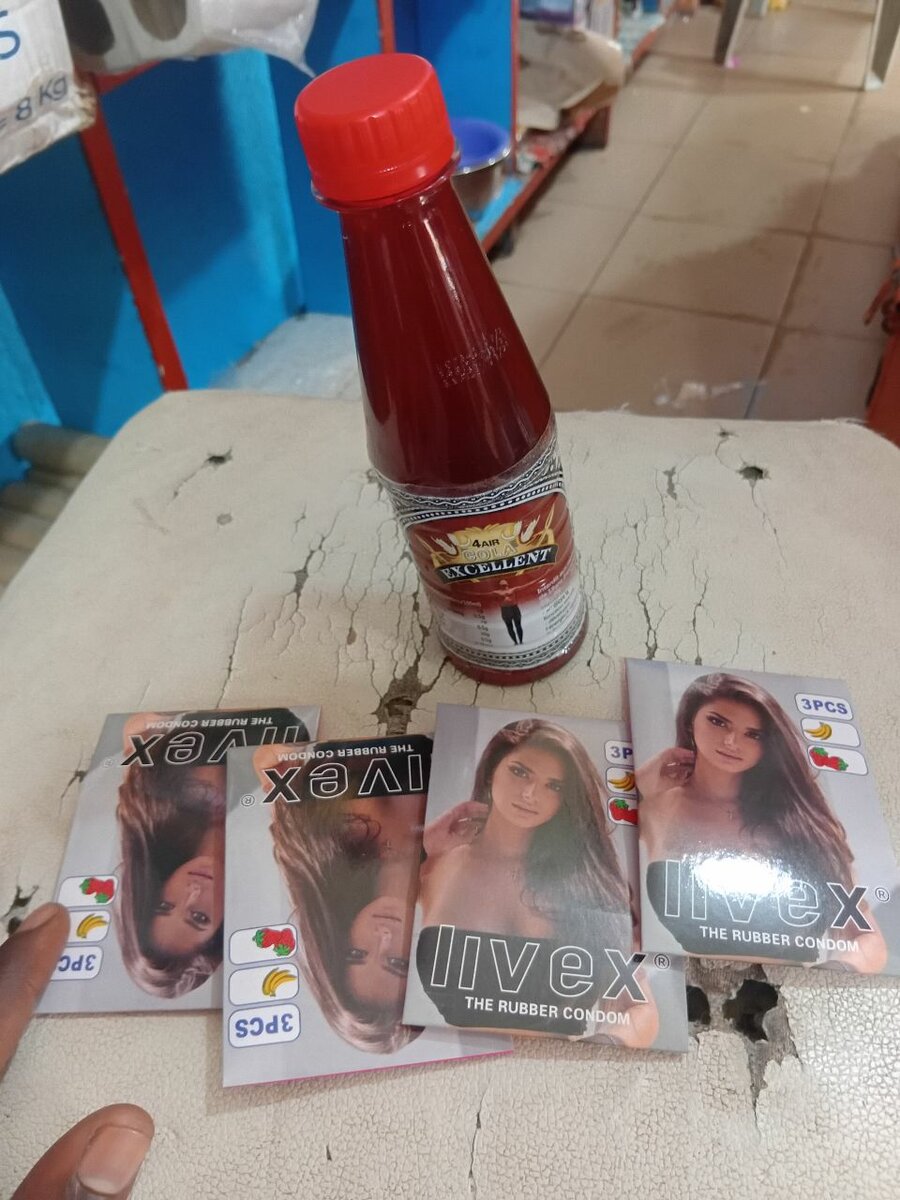 = 8 Kg
4AIR
COLA
EXCELLENT
THE RUBBER CONDOM
livex
3PCS
THE RUBBER CONDOM
livex®
3PCS
livex®
THE RUBBER CONDOM
3PCS
livex®
THE RUBBER CONDOM